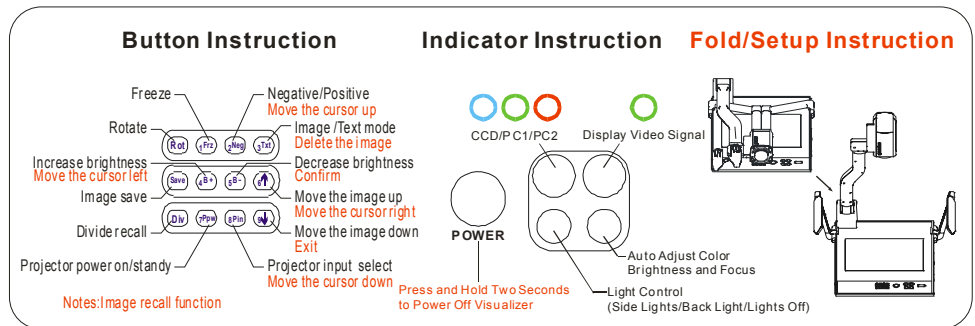 Button Instruction
Indicator Instruction
Fold/Setup Instruction
Freeze
Negative/Positive
Move the cursor up
Rotate
Image /Text mode
Delete the image
Rot
1Frz
2Neg
3Txt
Increase brightness
Move the cursor left
Decrease brightness
Confirm
Save
4B+
5B-
6
Image save
Move the image up
Move the cursor right
Div
7Ppw
8Pin
9
Divide recall
Move the image down
Exit
Projector power on/standy
Projector input select
Move the cursor down
Notes:Image recall function
CCD/PC1/PC2
Display Video Signal
POWER
Press and Hold Two Seconds
to Power Off Visualizer
Auto Adjust Color
Brightness and Focus
Light Control
(Side Lights/Back Light/Lights Off)